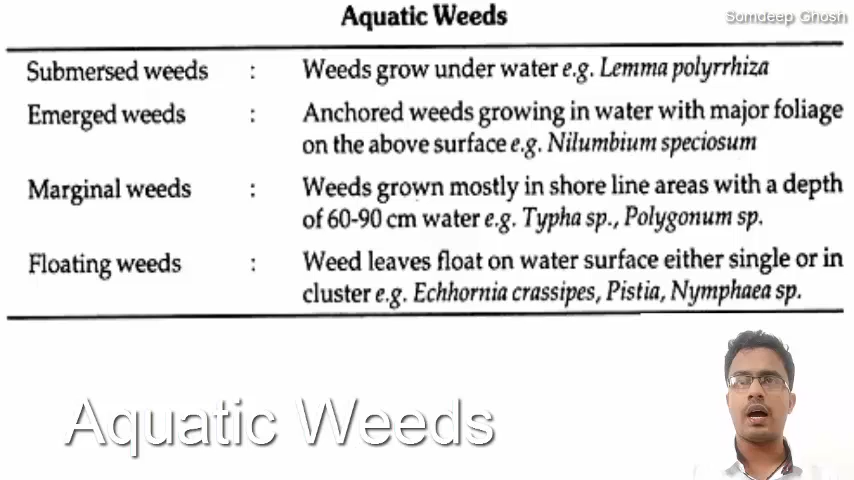 Aquatic Weeds
Somdeep Ghosh
Submersed weeds : Weeds grow under water e.g. Lemma polyrrhiza
Emerged weeds : Anchored weeds growing in water with major foliage
on the above surface e.g. Nilumbium speciosum
Marginal weeds : Weeds grown mostly in shore line areas with a depth
of 60-90 cm water e.g. Typha sp., Polygonum sp.
Floating weeds : Weed leaves float on water surface either single or in
cluster e.g. Echhornia crassipes, Pistia, Nymphaea sp.
Aquatic Weeds